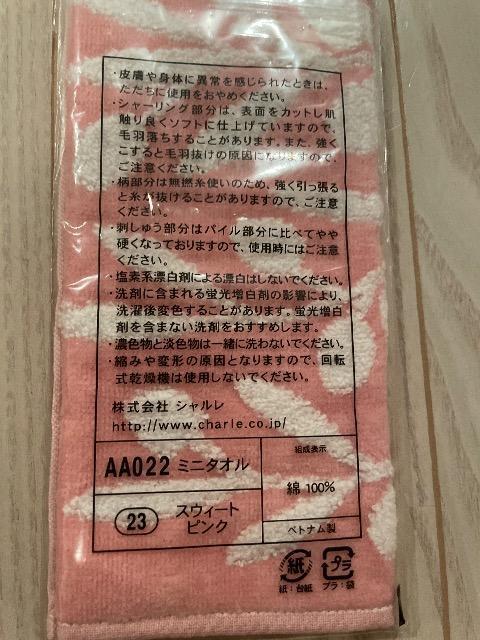 ・皮膚や身体に異常を感じられたときは、
ただちに使用をおやめください。
・シャーリング部分は、表面をカットし肌
触り良くソフトに仕上げていますので、
毛羽落ちすることがあります。また、強く
こすると毛羽抜けの原因になりますので、
ご注意ください。
・柄部分は無撚糸使いのため、強く引っ張る
と糸が抜けることがありますので、ご注意
ください。
・刺しゅう部分はパイル部分に比べてやや
硬くなっておりますので、使用時にはご注意
ください。
・塩素系漂白剤による漂白はしないでください。
・洗剤に含まれる蛍光増白剤の影響により、
洗濯後変色することがあります。蛍光増白
剤を含まない洗剤をおすすめします。
・濃色物と淡色物は一緒に洗わないでください。
・縮みや変形の原因となりますので、回転
式乾燥機は使用しないでください。
株式会社 シャルレ
http://www.charle.co.jp/
AA022 ミニタオル
23 スウィート
ピンク
組成表示
綿 100%
ベトナム製
紙 プラ
紙：台紙 プラ：袋